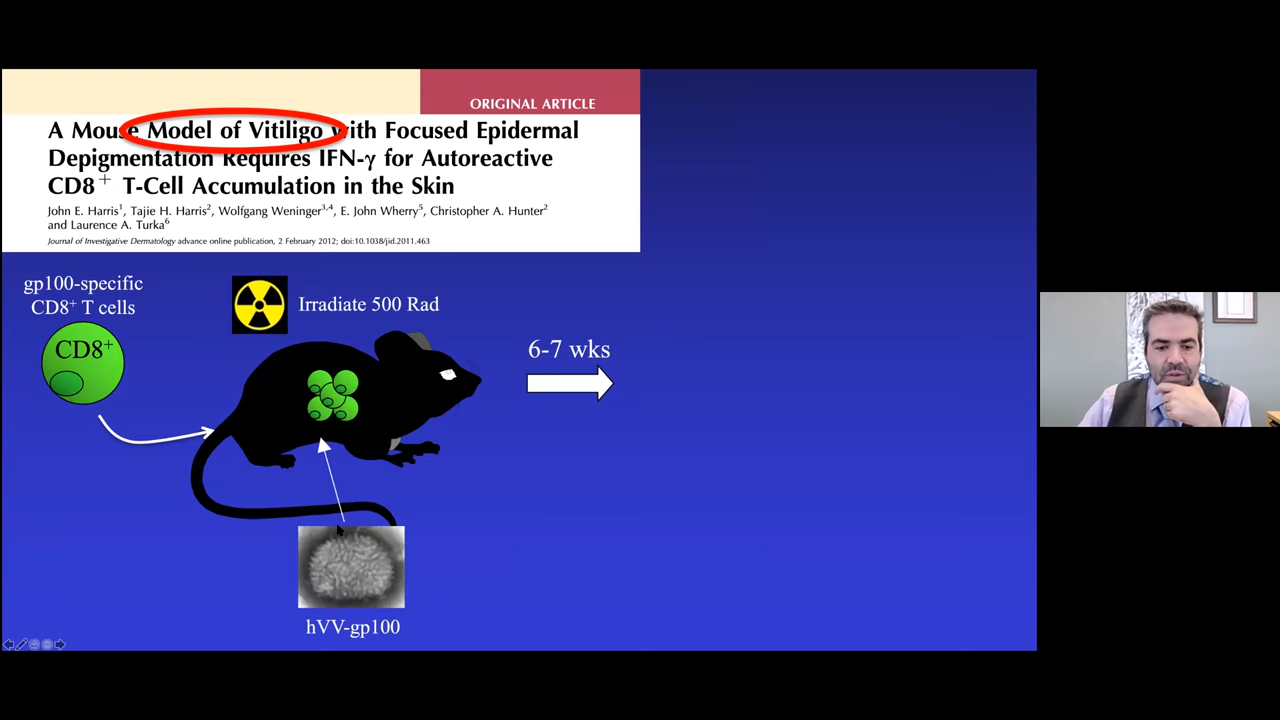 ORIGINAL ARTICLE
A Mouse Model of Vitiligo with Focused Epidermal
Depigmentation Requires IFN-γ for Autoreactive
CD8⁺ T-Cell Accumulation in the Skin
John E. Harris¹, Tajie H. Harris², Wolfgang Weninger³,⁴, E. John Wherry⁵, Christopher A. Hunter²
and Laurence A. Turka⁶
Journal of Investigative Dermatology advance online publication, 2 February 2012; doi:10.1038/jid.2011.463
gp100-specific
CD8⁺ T cells
CD8⁺
Irradiate 500 Rad
6-7 wks
hVV-gp100